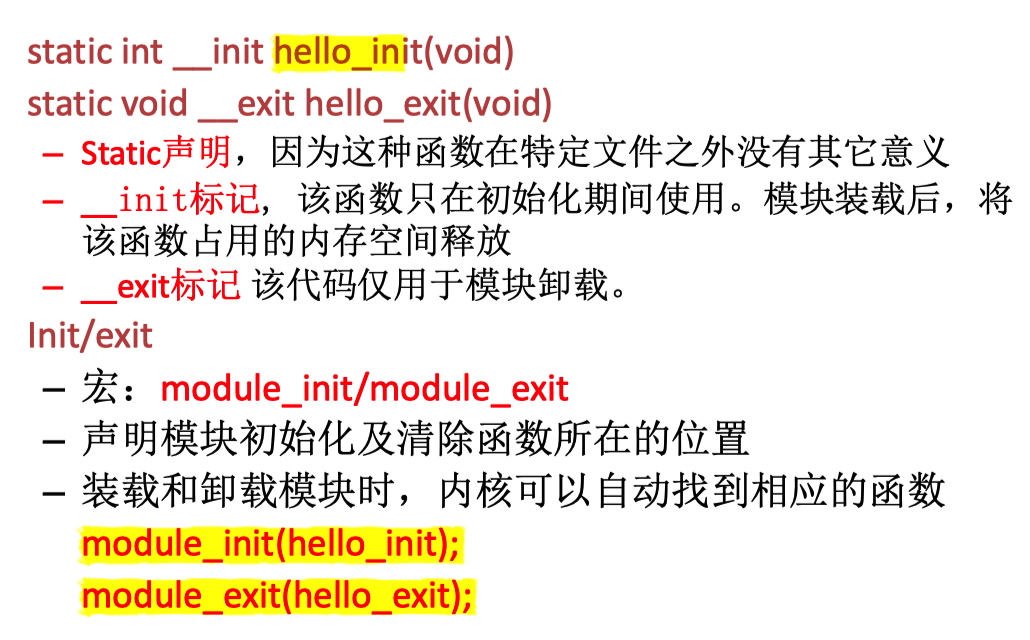 static int __init hello_init(void)
static void __exit hello_exit(void)
– Static声明，因为这种函数在特定文件之外没有其它意义
– __init标记, 该函数只在初始化期间使用。模块装载后，将
该函数占用的内存空间释放
– __exit标记 该代码仅用于模块卸载。
Init/exit
– 宏：module_init/module_exit
– 声明模块初始化及清除函数所在的位置
– 装载和卸载模块时，内核可以自动找到相应的函数
module_init(hello_init);
module_exit(hello_exit);